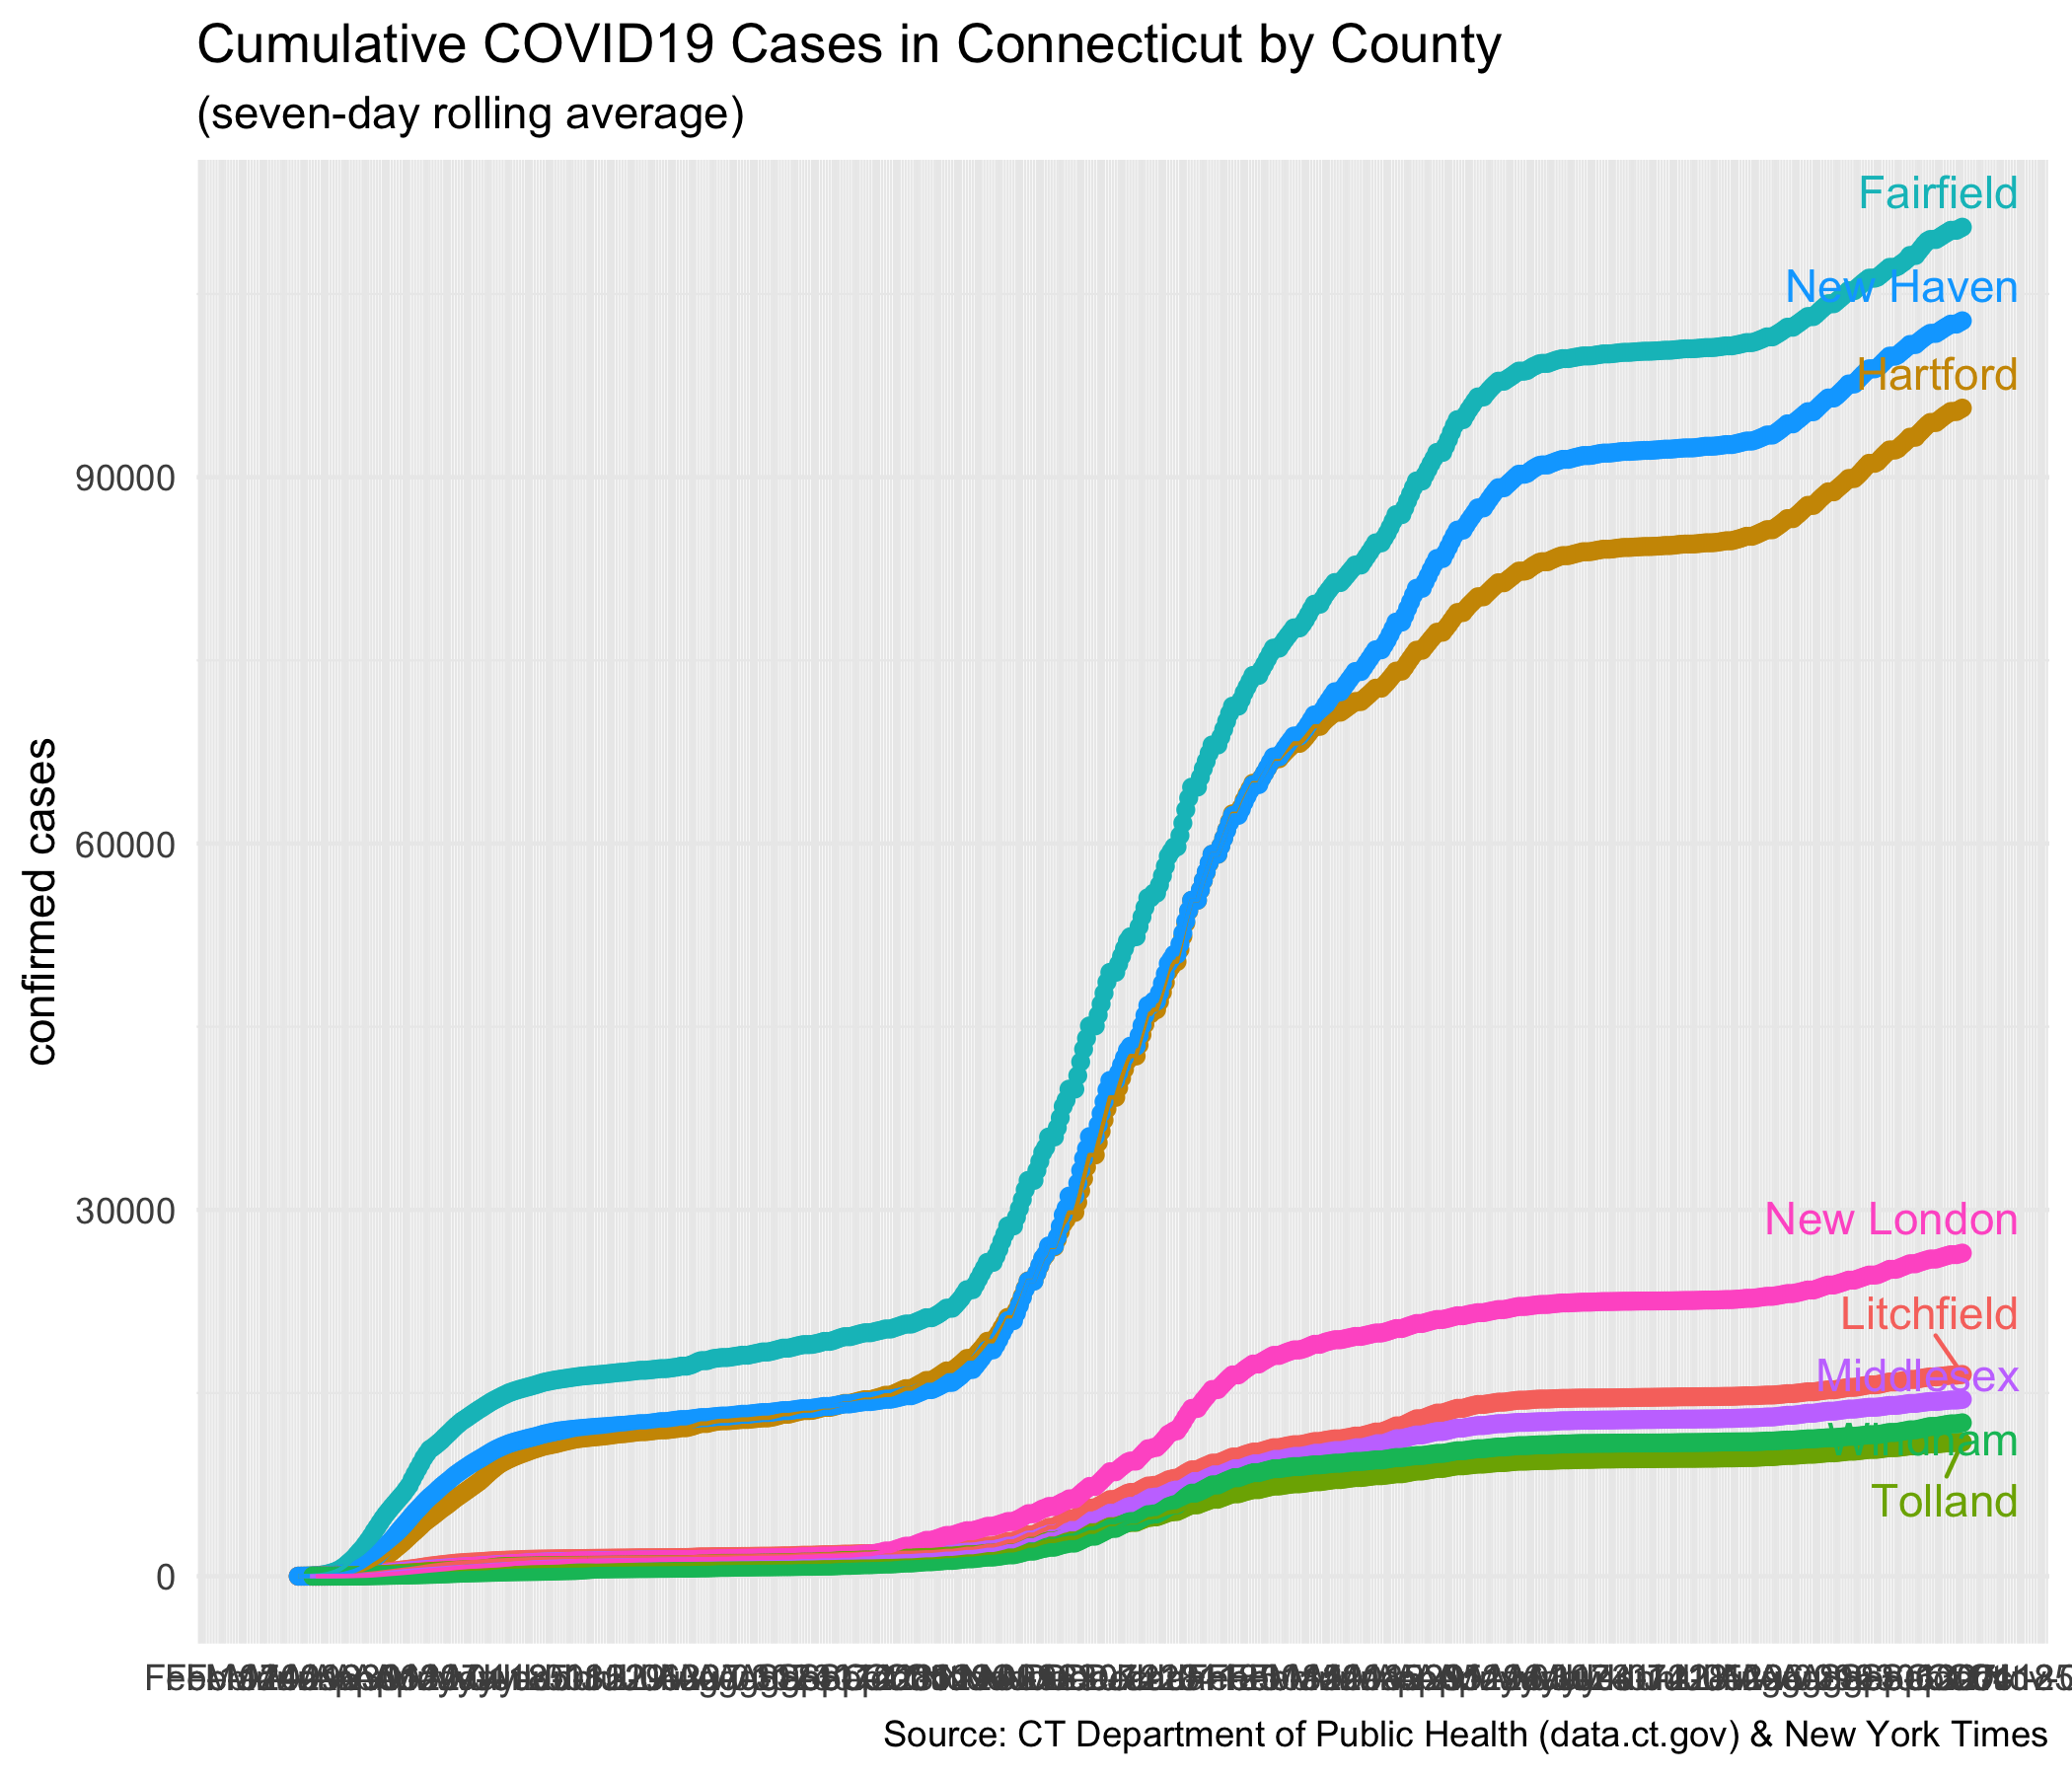 Cumulative COVID19 Cases in Connecticut by County
(seven-day rolling average)
Fairfield
New Haven
Hartford
90000
confirmed cases
60000
New London
30000
Litchfield
Middlesex
Windham
Tolland
0
Source: CT Department of Public Health (data.ct.gov) & New York Times